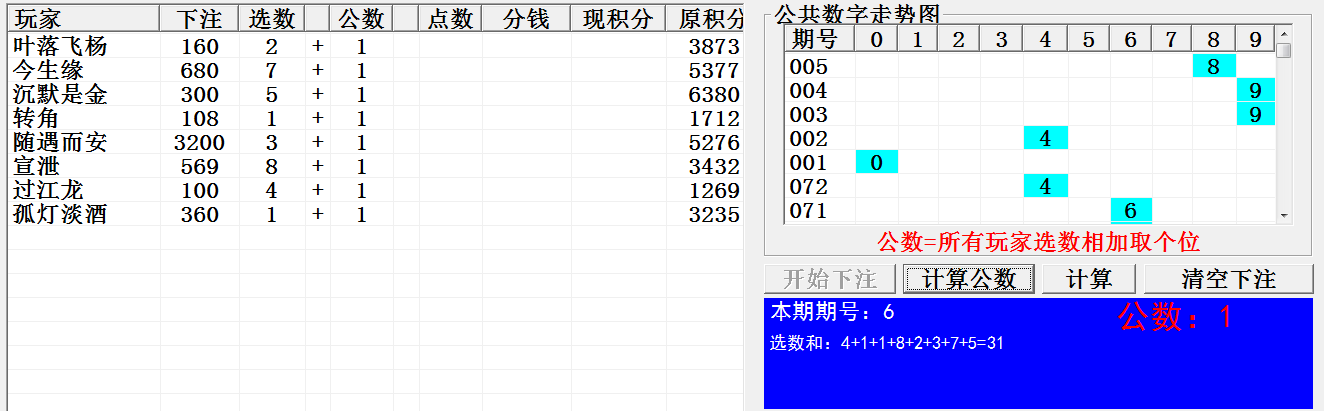 玩家 下注 选数 公数 点数 分钱 现积分 原积分
叶落飞杨 160 2 + 1 3873
今生缘 680 7 + 1 5377
沉默是金 300 5 + 1 6380
转角 108 1 + 1 1712
随遇而安 3200 3 + 1 5276
宣泄 569 8 + 1 3432
过江龙 100 4 + 1 1269
孤灯淡酒 360 1 + 1 3235
公共数字走势图
期号 0 1 2 3 4 5 6 7 8 9
005 8
004 9
003 9
002 4
001 0
072 4
071 6
公数=所有玩家选数相加取个位
开始下注 计算公数 计算 清空下注
本期期号：6 公数：1
选数和：4+1+1+8+2+3+7+5=31